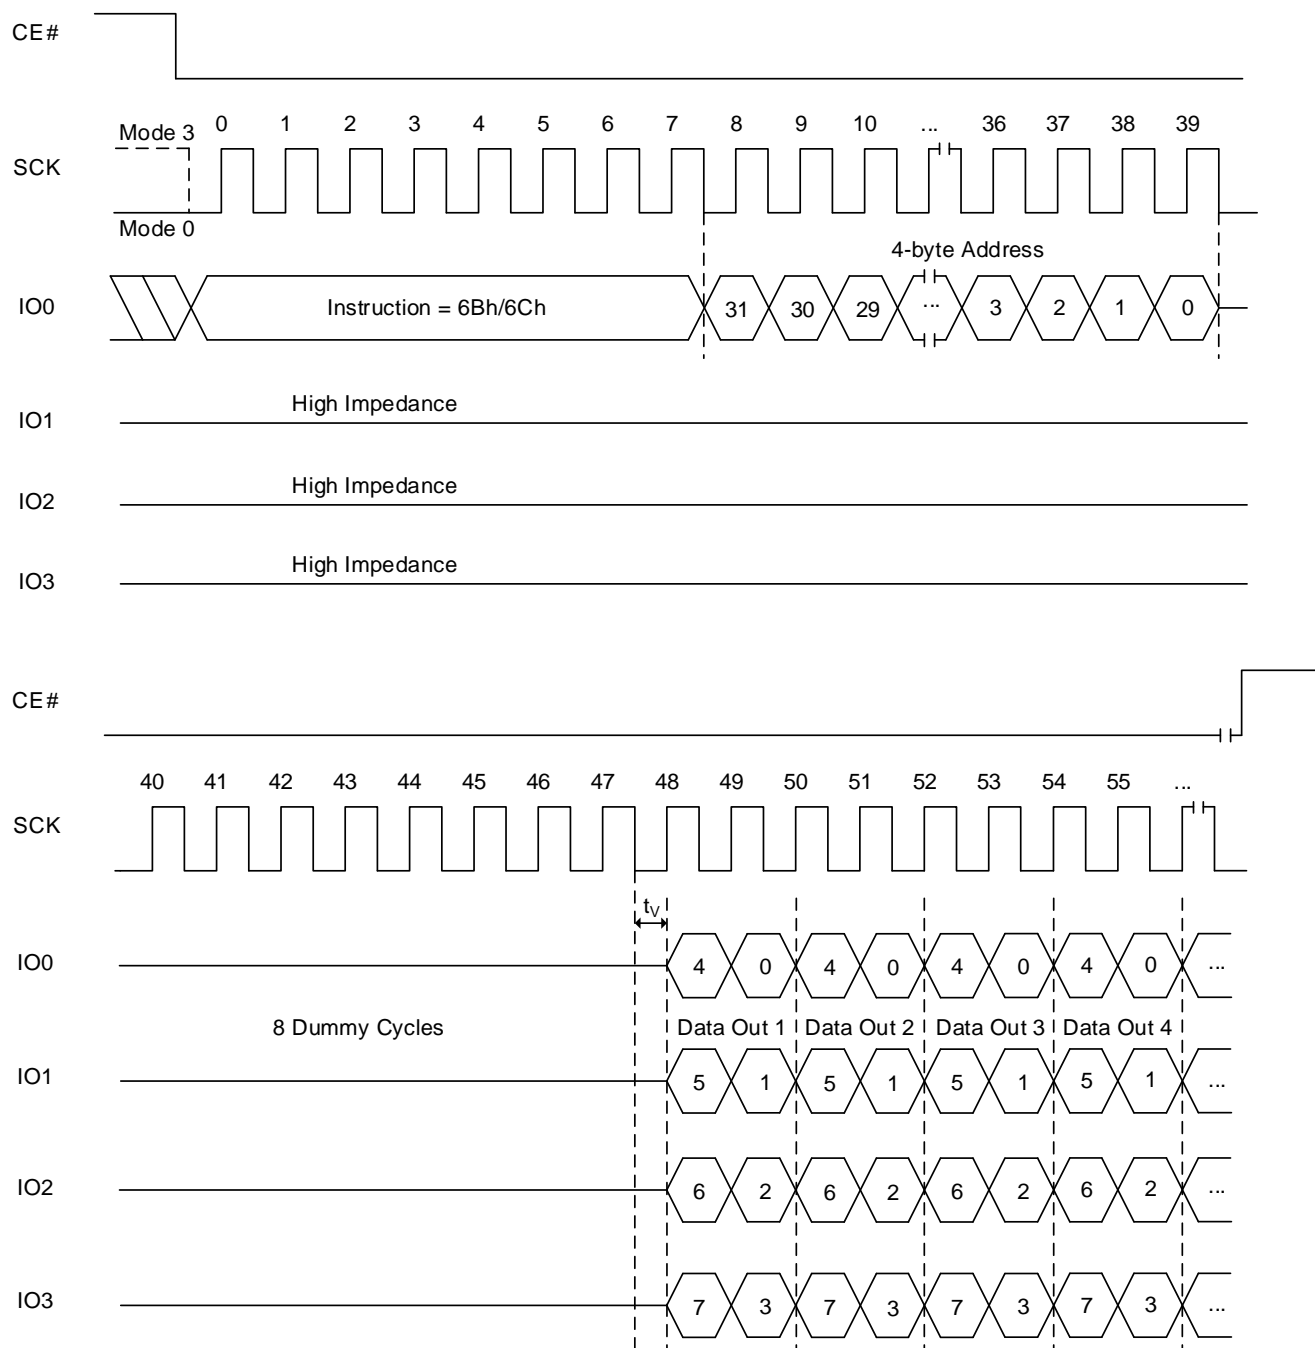 CE#
Mode 3 0 1 2 3 4 5 6 7 8 9 10 ... 36 37 38 39
SCK
Mode 0
4-byte Address
IO0 Instruction = 6Bh/6Ch 31 30 29 ... 3 2 1 0
High Impedance
IO1
High Impedance
IO2
High Impedance
IO3
CE#
40 41 42 43 44 45 46 47 48 49 50 51 52 53 54 55 ...
SCK
tV
IO0 4 0 4 0 4 0 4 0 ...
8 Dummy Cycles Data Out 1 Data Out 2 Data Out 3 Data Out 4
IO1 5 1 5 1 5 1 5 1 ...
IO2 6 2 6 2 6 2 6 2 ...
IO3 7 3 7 3 7 3 7 3 ...